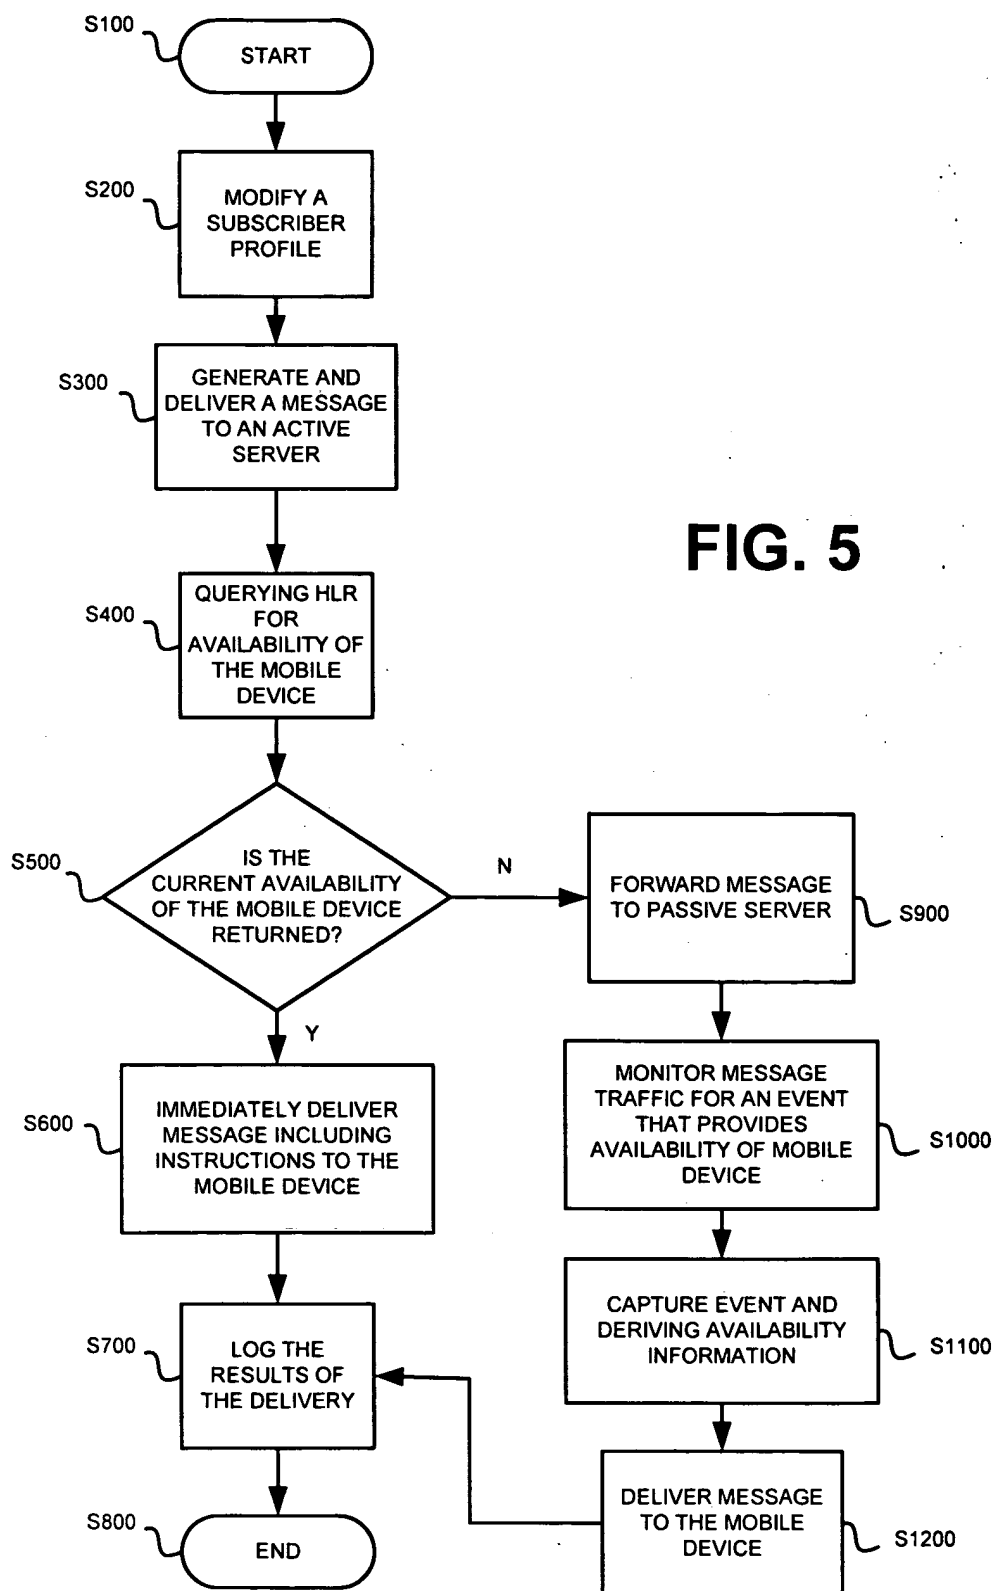 S100
START
S200
MODIFY A
SUBSCRIBER
PROFILE
S300
GENERATE AND
DELIVER A MESSAGE
TO AN ACTIVE
SERVER
FIG. 5
S400
QUERYING HLR
FOR
AVAILABILITY OF
THE MOBILE
DEVICE
S500
IS THE
CURRENT AVAILABILITY
OF THE MOBILE DEVICE
RETURNED?
N
FORWARD MESSAGE
TO PASSIVE SERVER
S900
Y
S600
IMMEDIATELY DELIVER
MESSAGE INCLUDING
INSTRUCTIONS TO THE
MOBILE DEVICE
MONITOR MESSAGE
TRAFFIC FOR AN EVENT
THAT PROVIDES
AVAILABILITY OF MOBILE
DEVICE
S1000
S700
LOG THE
RESULTS OF
THE DELIVERY
CAPTURE EVENT AND
DERIVING AVAILABILITY
INFORMATION
S1100
S800
END
DELIVER MESSAGE
TO THE MOBILE
DEVICE
S1200